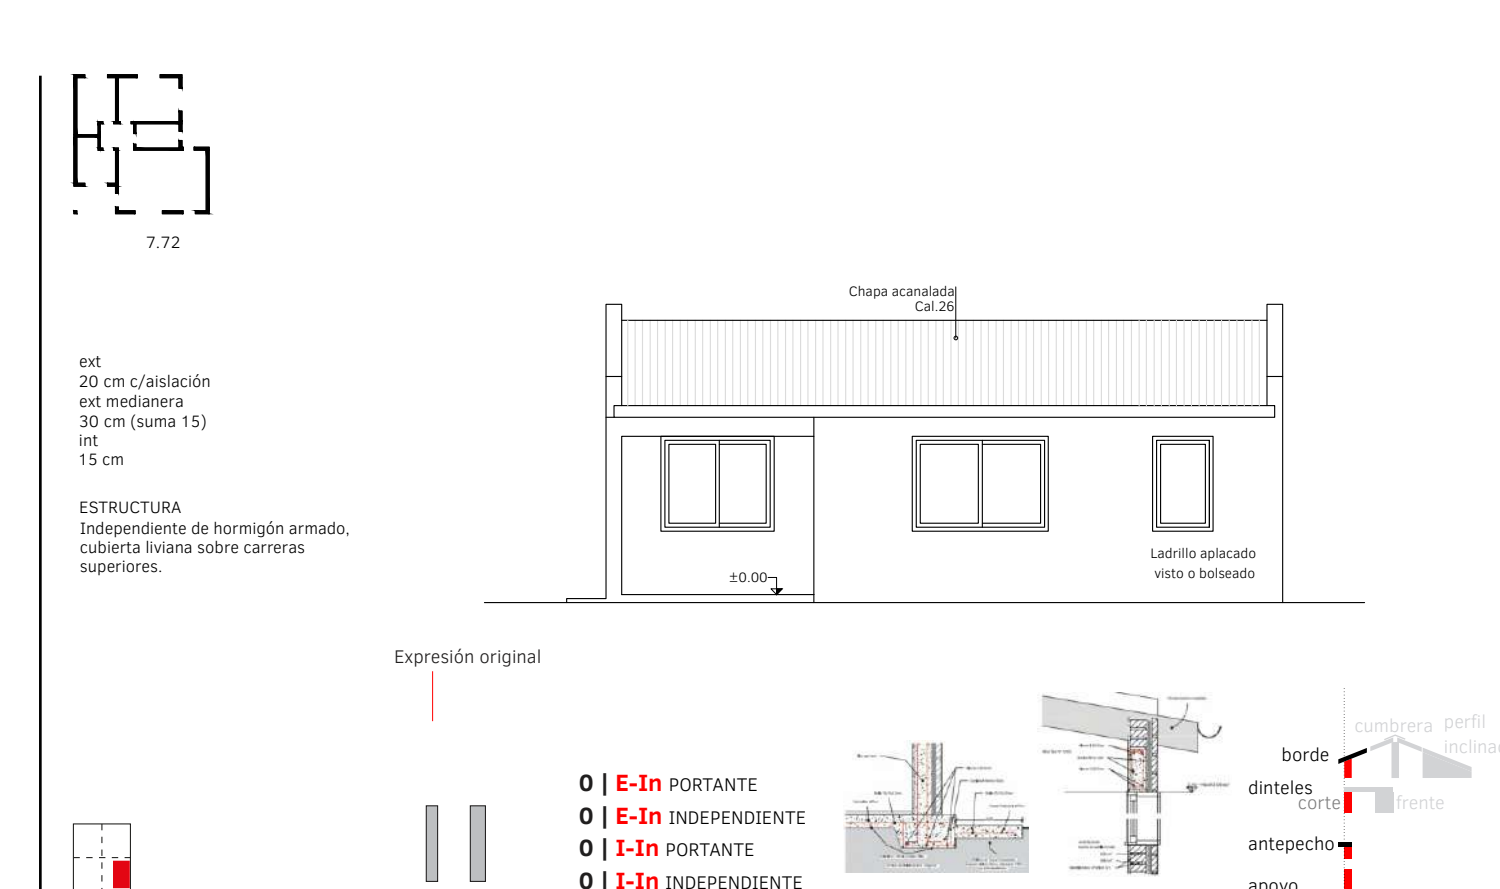 7.72
Chapa acanalada
Cal.26
ext
20 cm c/aislación
ext medianera
30 cm (suma 15)
int
15 cm
ESTRUCTURA
Independiente de hormigón armado,
cubierta liviana sobre carreras
superiores.
Ladrillo aplacado
visto o bolseado
±0.00
Expresión original
0 | E-In PORTANTE
0 | E-In INDEPENDIENTE
0 | I-In PORTANTE
0 | I-In INDEPENDIENTE
cumbrera perfil
borde
dinteles
corte frente
antepecho
apoyo